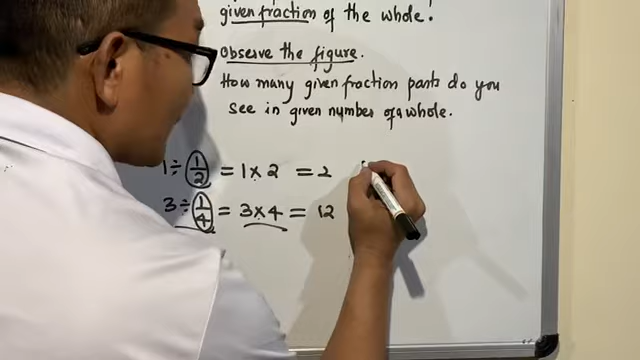 given fraction of the whole.
Observe the figure.
How many given fraction parts do you
see in given number of a whole.
1 ÷ 1/2 = 1 × 2 = 2
3 ÷ 1/4 = 3 × 4 = 12